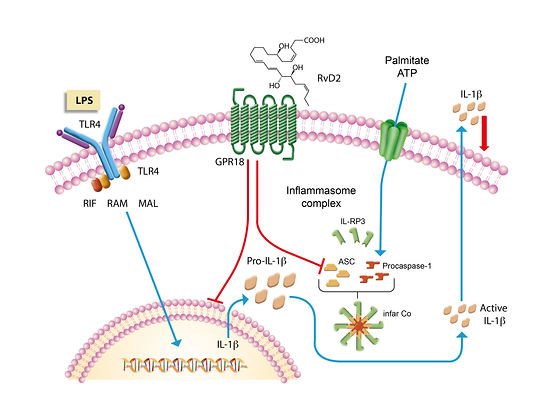 COOH
OH
OH
OH
RvD2
Palmitate
ATP
IL-1β
LPS
TLR4
TLR4
GPR18
RIF RAM MAL
Inflammasome
complex
IL-RP3
ASC
Procaspase-1
Pro-IL-1β
infar Co
Active
IL-1β
IL-1β